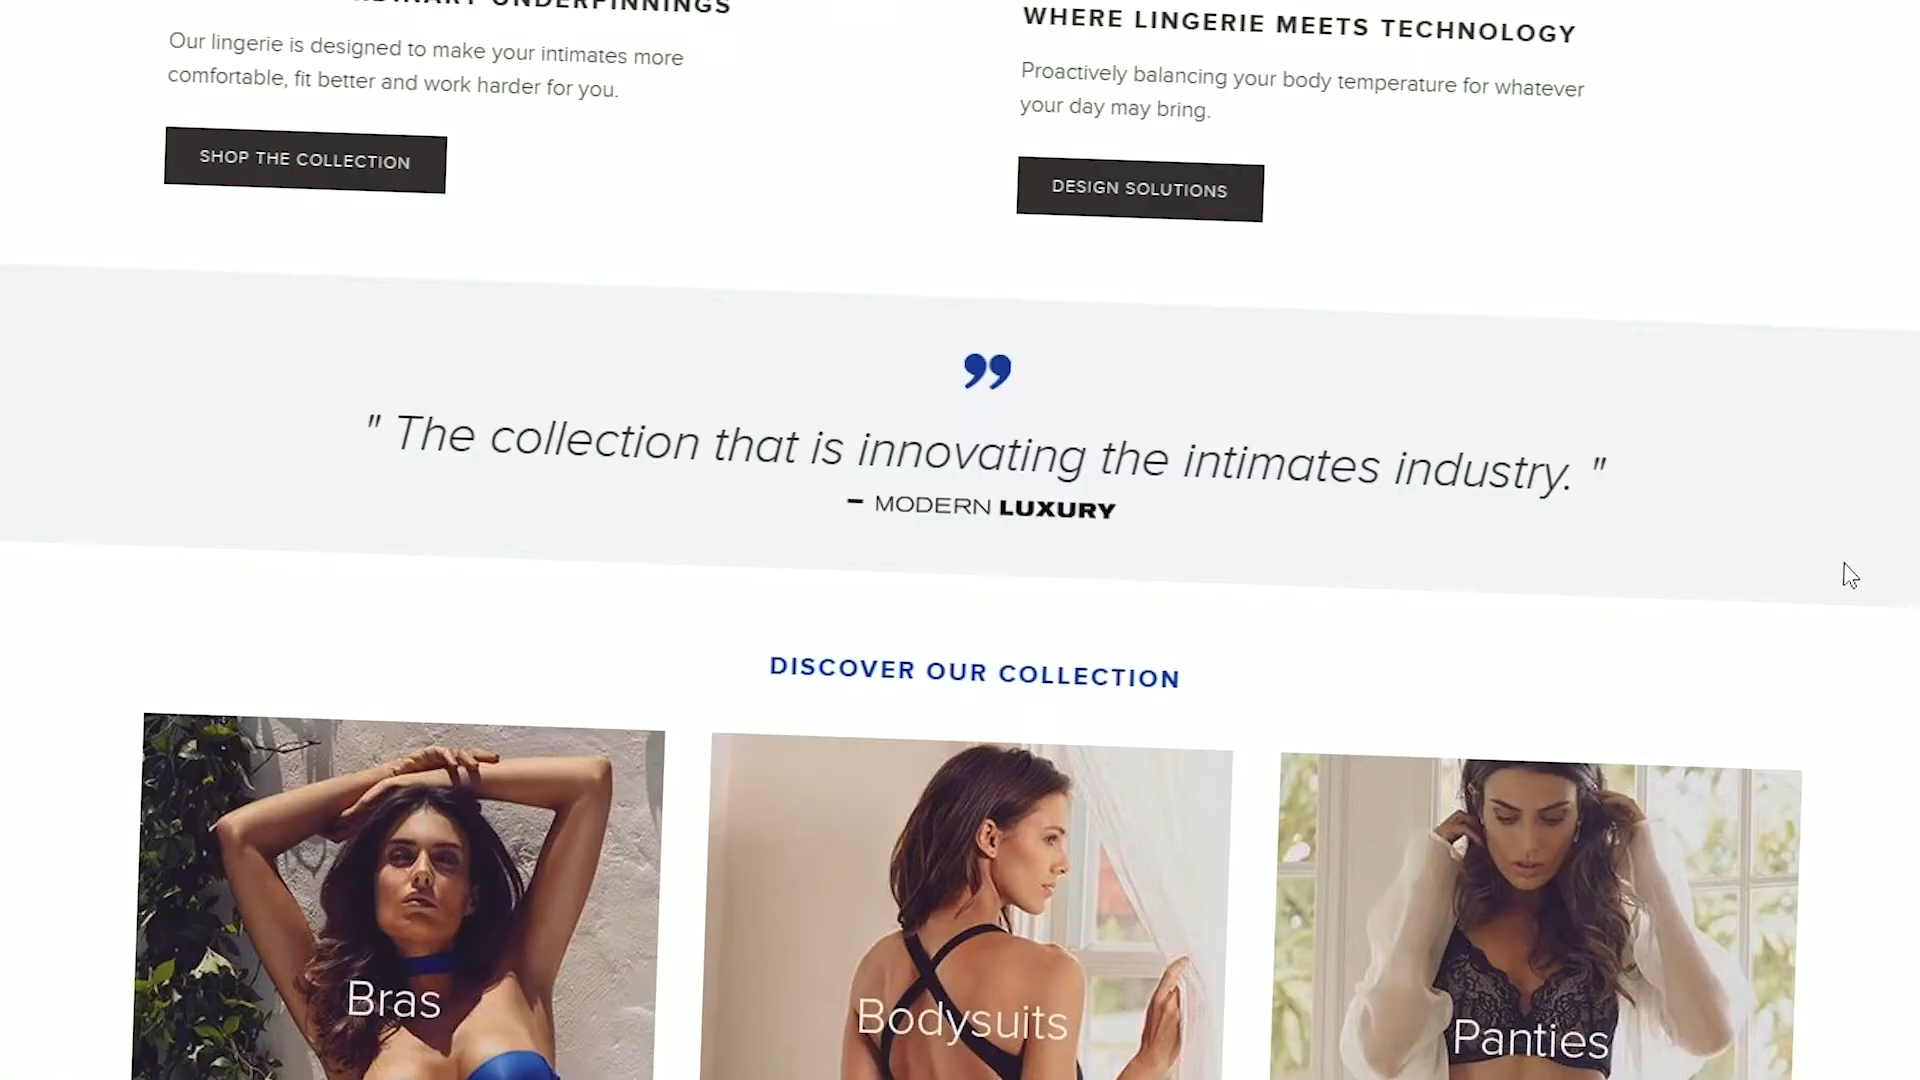 UNDERPINNINGS
Our lingerie is designed to make your intimates more
comfortable, fit better and work harder for you.
SHOP THE COLLECTION
WHERE LINGERIE MEETS TECHNOLOGY
Proactively balancing your body temperature for whatever
your day may bring.
DESIGN SOLUTIONS
”
" The collection that is innovating the intimates industry. "
– MODERN LUXURY
DISCOVER OUR COLLECTION
Bras
Bodysuits
Panties